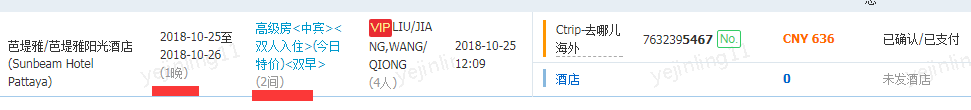 芭堤雅/芭堤雅阳光酒店
(Sunbeam Hotel
Pattaya)
2018-10-25至
2018-10-26
(1晚)
高级房<中宾><
双人入住>(今日
特价)<双早>
(2间)
VIP LIU/JIA
NG,WANG/
QIONG
(4人)
2018-10-25
12:09
Ctrip-去哪儿
海外
7632395467 No.
CNY 636
已确认/已支付
酒店
0
未发酒店
yejinling11
yejinling11
yejinling11